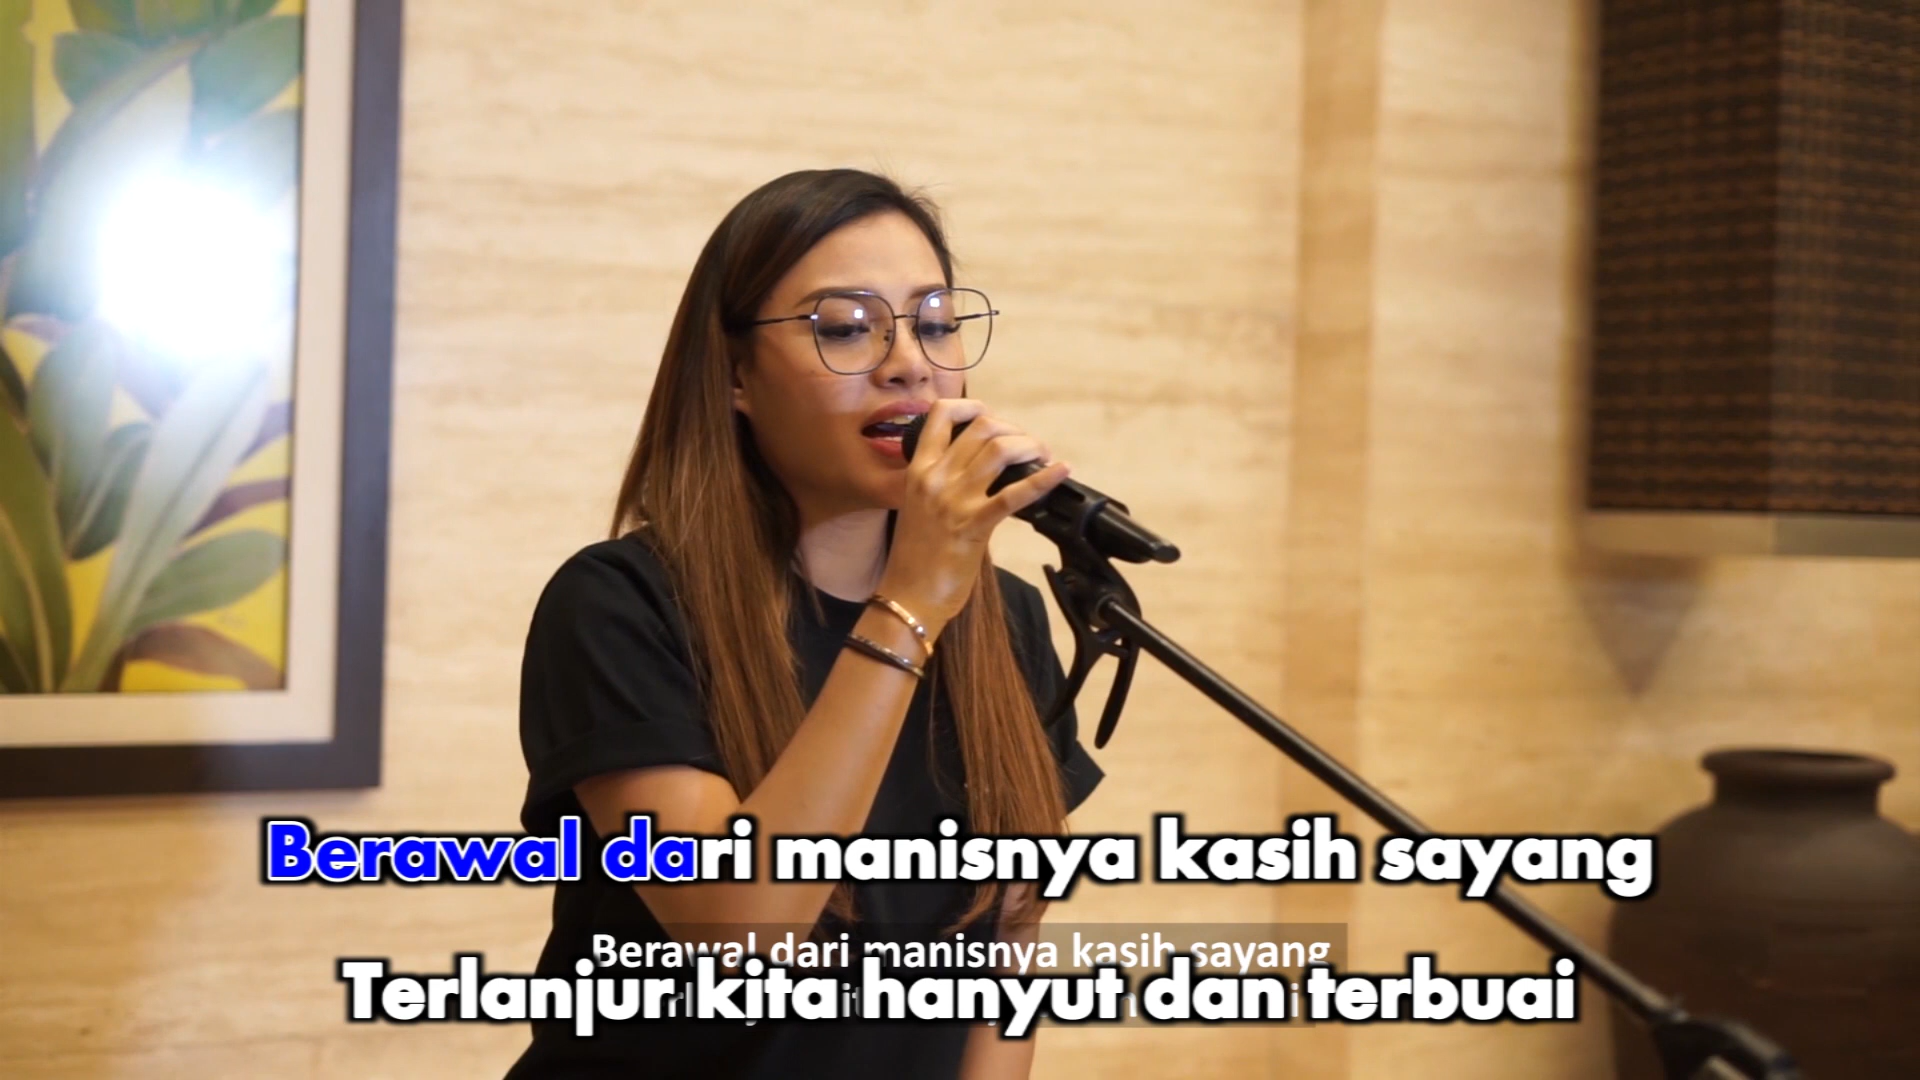 Berawal dari manisnya kasih sayang
Berawal dari manisnya kasih sayang
Terlanjur kita hanyut dan terbuai